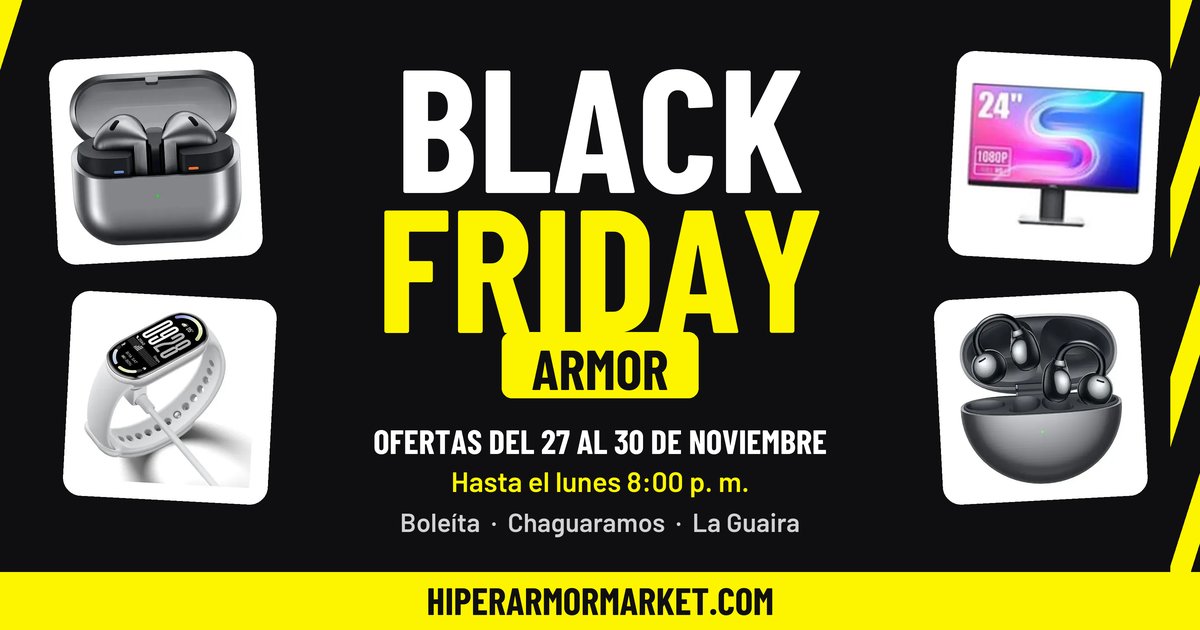 BLACK
FRIDAY
ARMOR
OFERTAS DEL 27 AL 30 DE NOVIEMBRE
Hasta el lunes 8:00 p. m.
Boleíta · Chaguaramos · La Guaira
HIPERARMORMARKET.COM
24"
1080P
0928